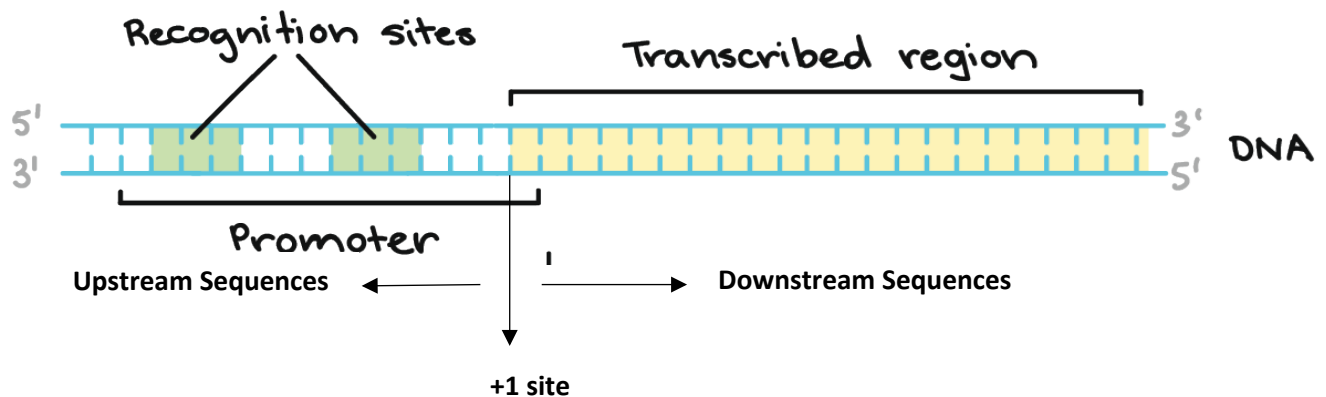 Recognition sites
Transcribed region
5' 3'
DNA
3' 5'
Promoter
Upstream Sequences Downstream Sequences
+1 site